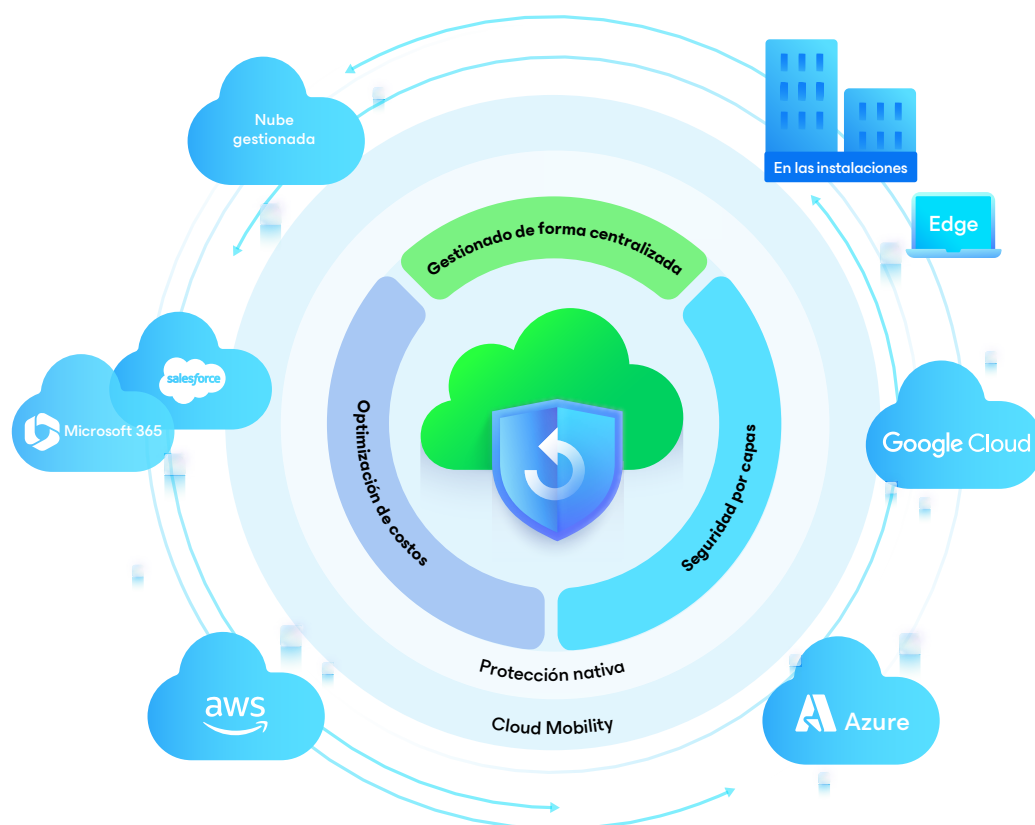 Nube
gestionada
En las instalaciones
Edge
Gestionado de forma centralizada
salesforce
Microsoft 365
Optimización de costos
Seguridad por capas
Google Cloud
Protección nativa
Cloud Mobility
aws
Azure